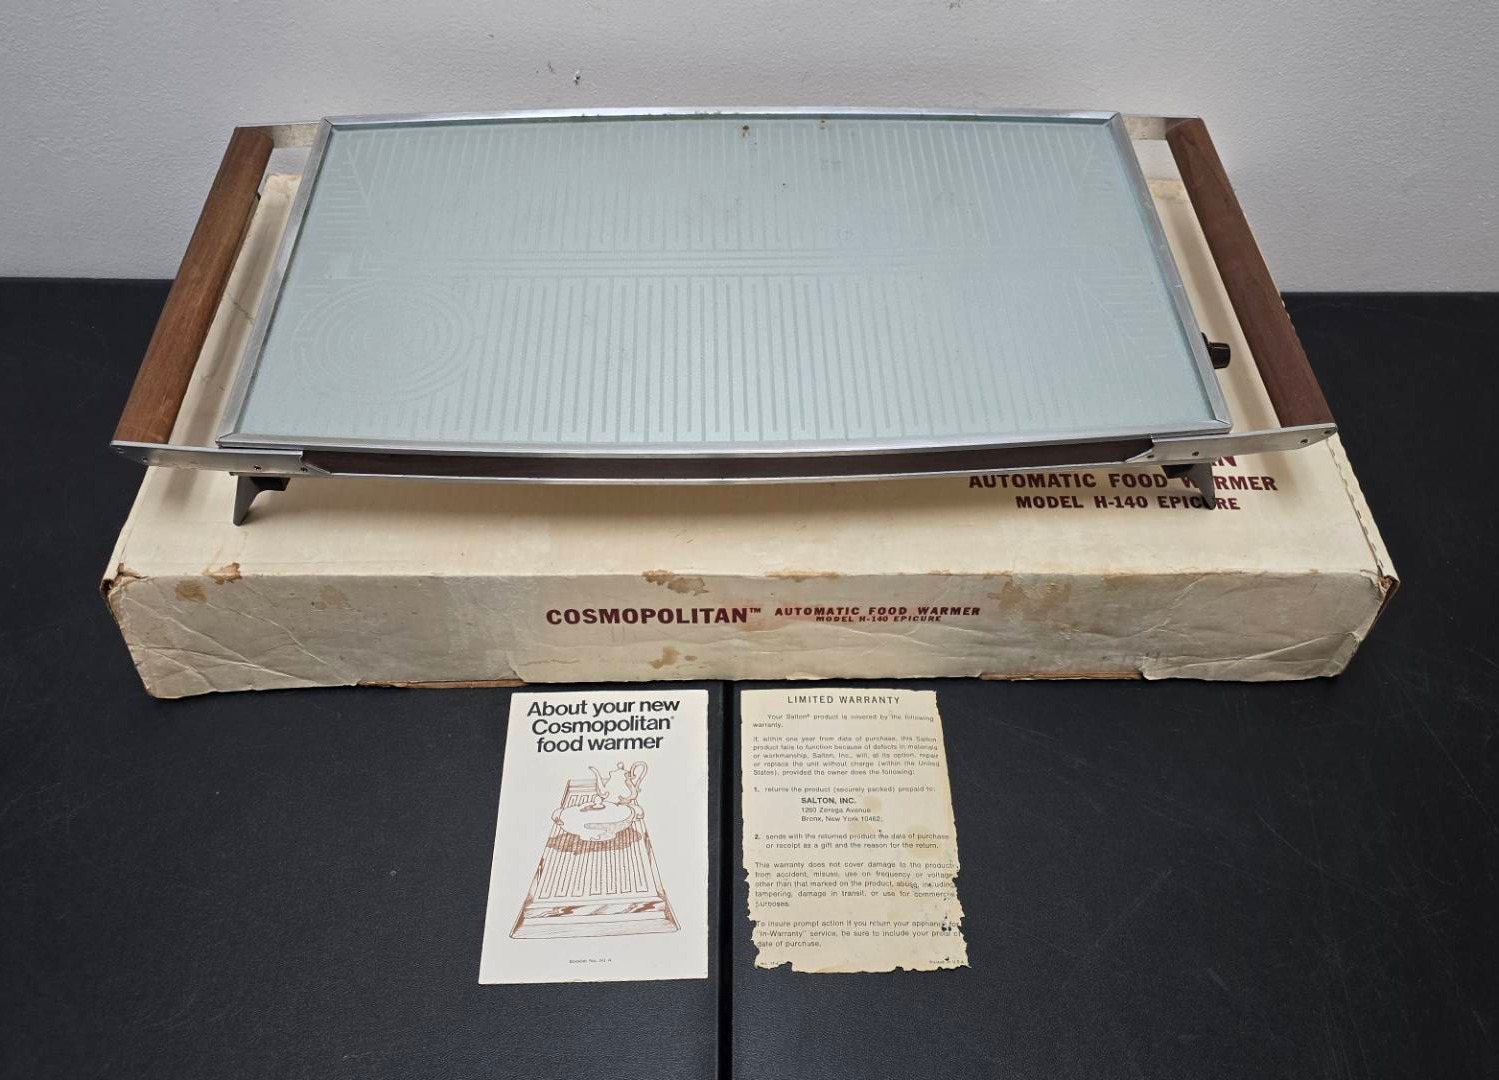 AUTOMATIC FOOD WARMER
MODEL H-140 EPICURE
COSMOPOLITAN™ AUTOMATIC FOOD WARMER
MODEL H-140 EPICURE
About your new
Cosmopolitan®
food warmer
LIMITED WARRANTY
Your Salton® product is covered by the following
warranty.
If, within one year from date of purchase, this Salton
product fails to function because of defects in materials
or workmanship, Salton, Inc., will, at its option, repair
or replace the unit without charge (within the United
States), provided the owner does the following:
1. returns the product (securely packed) prepaid to:
SALTON, INC.
1260 Zerega Avenue
Bronx, New York 10462;
2. sends with the returned product the date of purchase
or receipt as a gift and the reason for the return.
This warranty does not cover damage to the product
from accident, misuse, use on frequency or voltage
other than that marked on the product, abuse, including
tampering, damage in transit, or use for commercial
purposes.
To insure prompt action if you return your appliance for
"In-Warranty" service, be sure to include your proof of
date of purchase.
Printed in U.S.A.